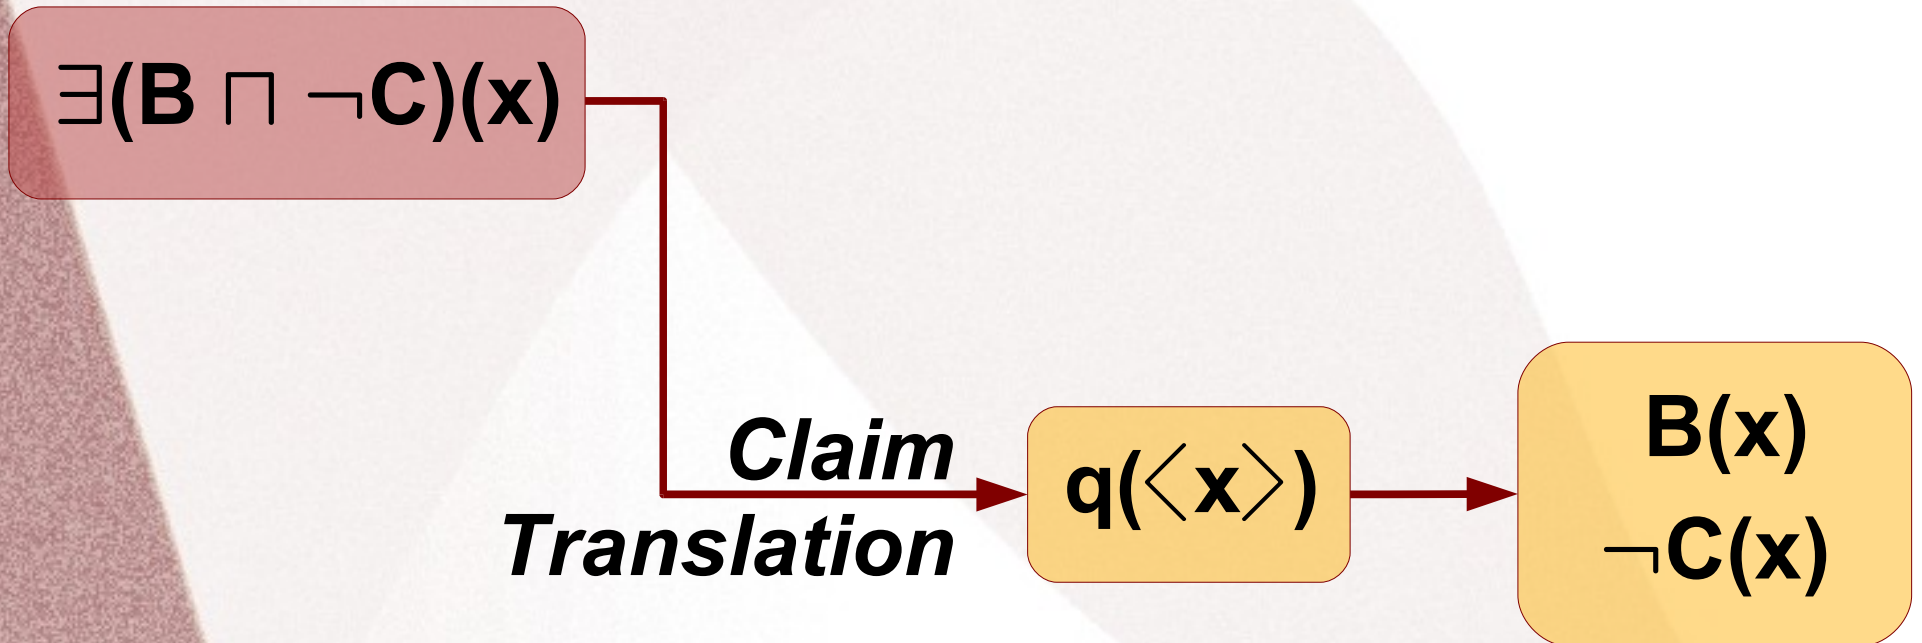 ∃(B ⊓ ¬C)(x)
Claim
Translation
q(〈x〉)
B(x)
¬C(x)